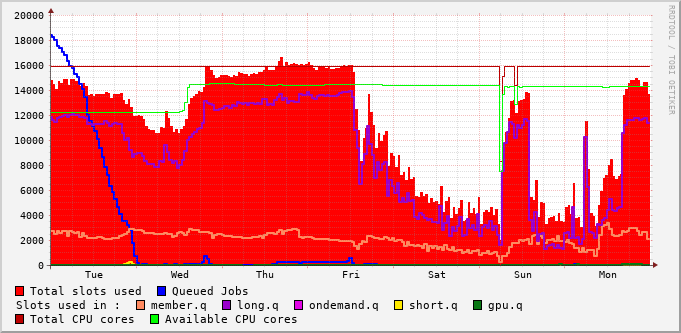 20000
18000
16000
14000
12000
10000
8000
6000
4000
2000
0
Tue Wed Thu Fri Sat Sun Mon
Total slots used Queued Jobs
Slots used in : member.q long.q ondemand.q short.q gpu.q
Total CPU cores Available CPU cores
RRDTOOL / TOBI OETIKER